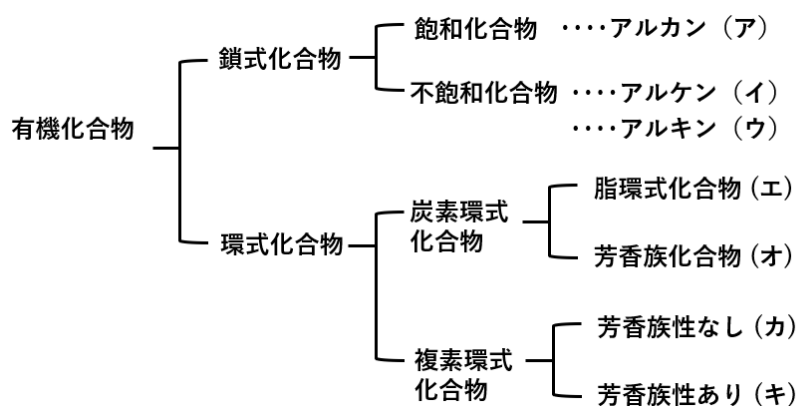 飽和化合物 ････アルカン（ア）
鎖式化合物
不飽和化合物 ････アルケン（イ）
････アルキン（ウ）
有機化合物
脂環式化合物（エ）
炭素環式
化合物
環式化合物
芳香族化合物（オ）
芳香族性なし（カ）
複素環式
化合物
芳香族性あり（キ）